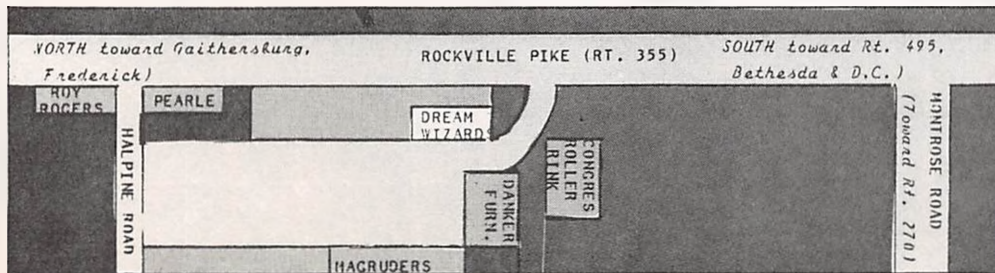 NORTH toward Gaithersburg,
Frederick)
ROCKVILLE PIKE (RT. 355)
SOUTH toward Rt. 495,
Bethesda & D.C.)
ROY
ROGERS
PEARLE
DREAM
WIZARDS
HALPINE ROAD
CONGRES
ROLLER
RINK
DANKER
FURN.
MAGRUDERS
MONTROSE ROAD
(Toward Rt. 270)